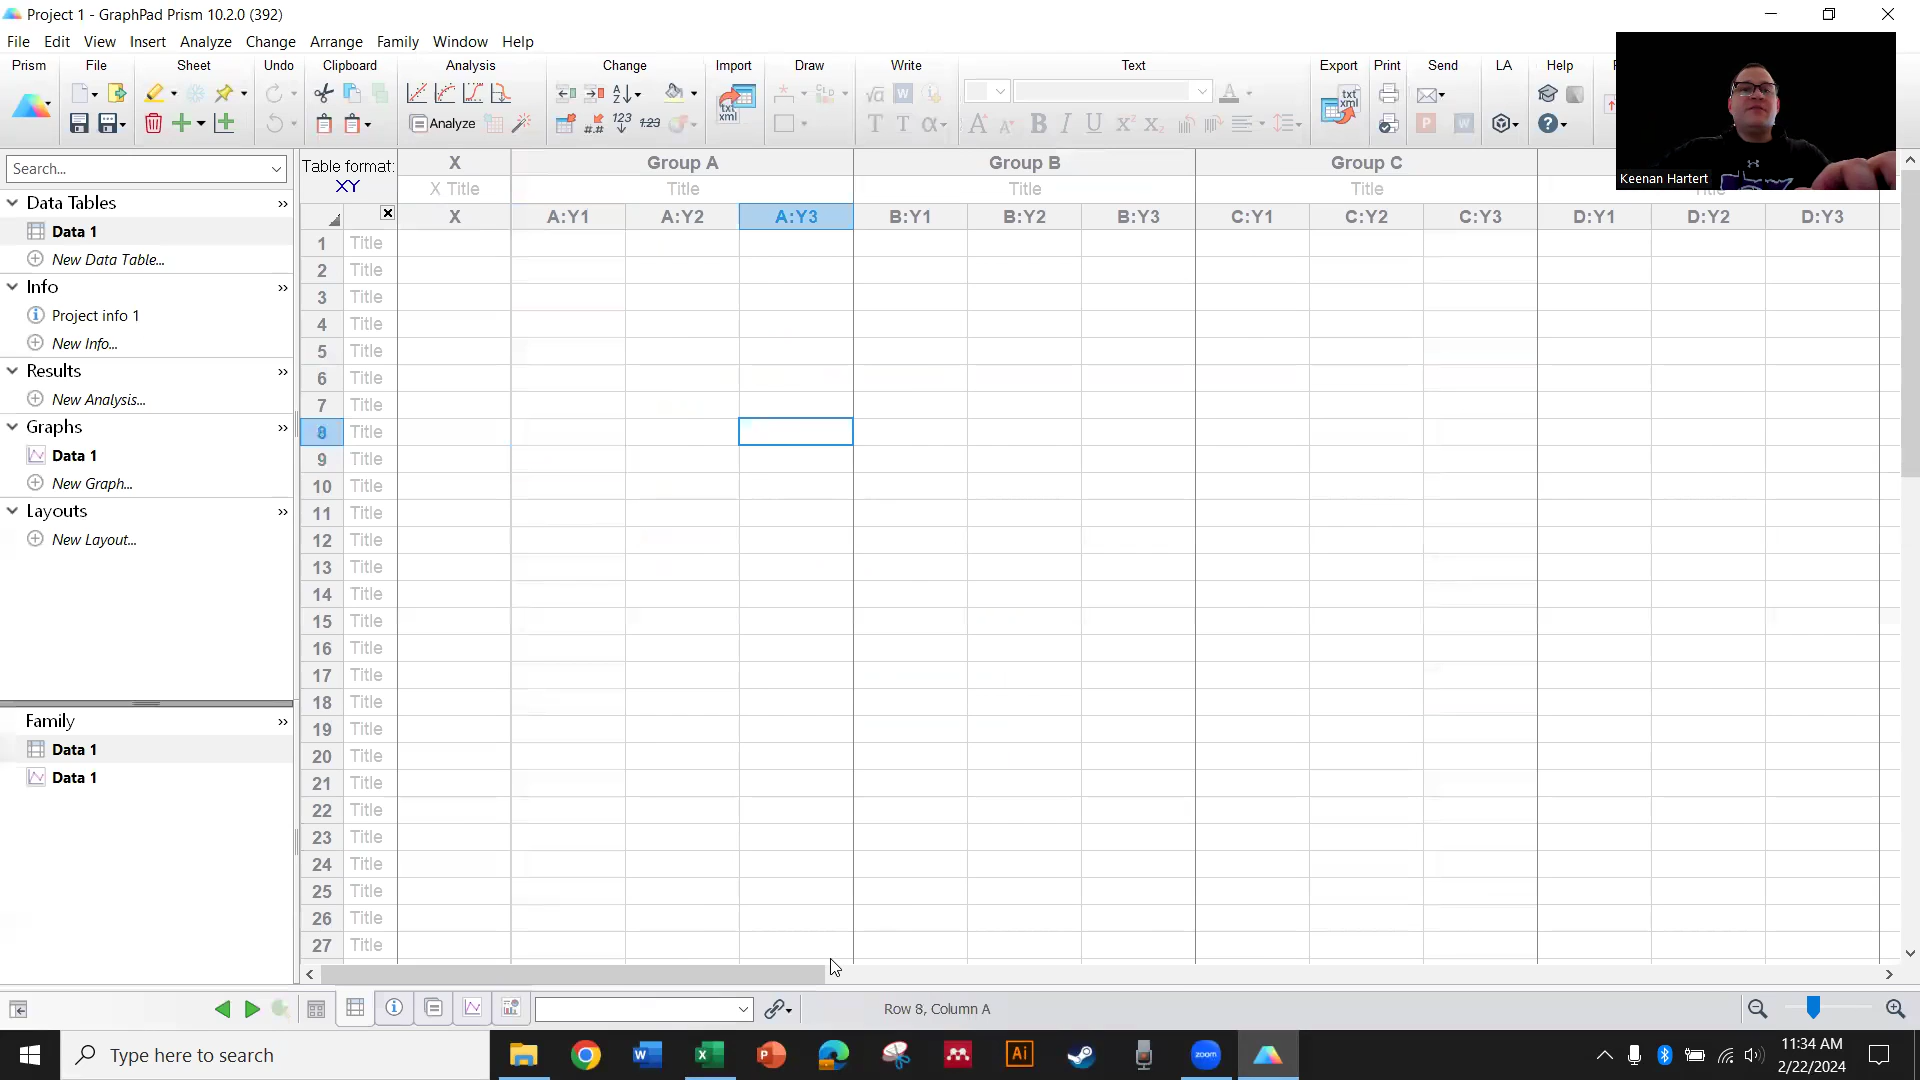 Project 1 - GraphPad Prism 10.2.0 (392)
File Edit View Insert Analyze Change Arrange Family Window Help
Prism File Sheet Undo Clipboard Analysis Change Import Draw Write Text Export Print Send LA Help
Analyze
Keenan Hartert
Search...
Table format:
XY
X Group A Group B Group C
X Title Title Title Title Title
X A:Y1 A:Y2 A:Y3 B:Y1 B:Y2 B:Y3 C:Y1 C:Y2 C:Y3 D:Y1 D:Y2 D:Y3
Data Tables
Data 1
New Data Table...
Info
Project info 1
New Info...
Results
New Analysis...
Graphs
Data 1
New Graph...
Layouts
New Layout...
Family
Data 1
Data 1
1 Title
2 Title
3 Title
4 Title
5 Title
6 Title
7 Title
8 Title
9 Title
10 Title
11 Title
12 Title
13 Title
14 Title
15 Title
16 Title
17 Title
18 Title
19 Title
20 Title
21 Title
22 Title
23 Title
24 Title
25 Title
26 Title
27 Title
Row 8, Column A
Type here to search
zoom
11:34 AM
2/22/2024